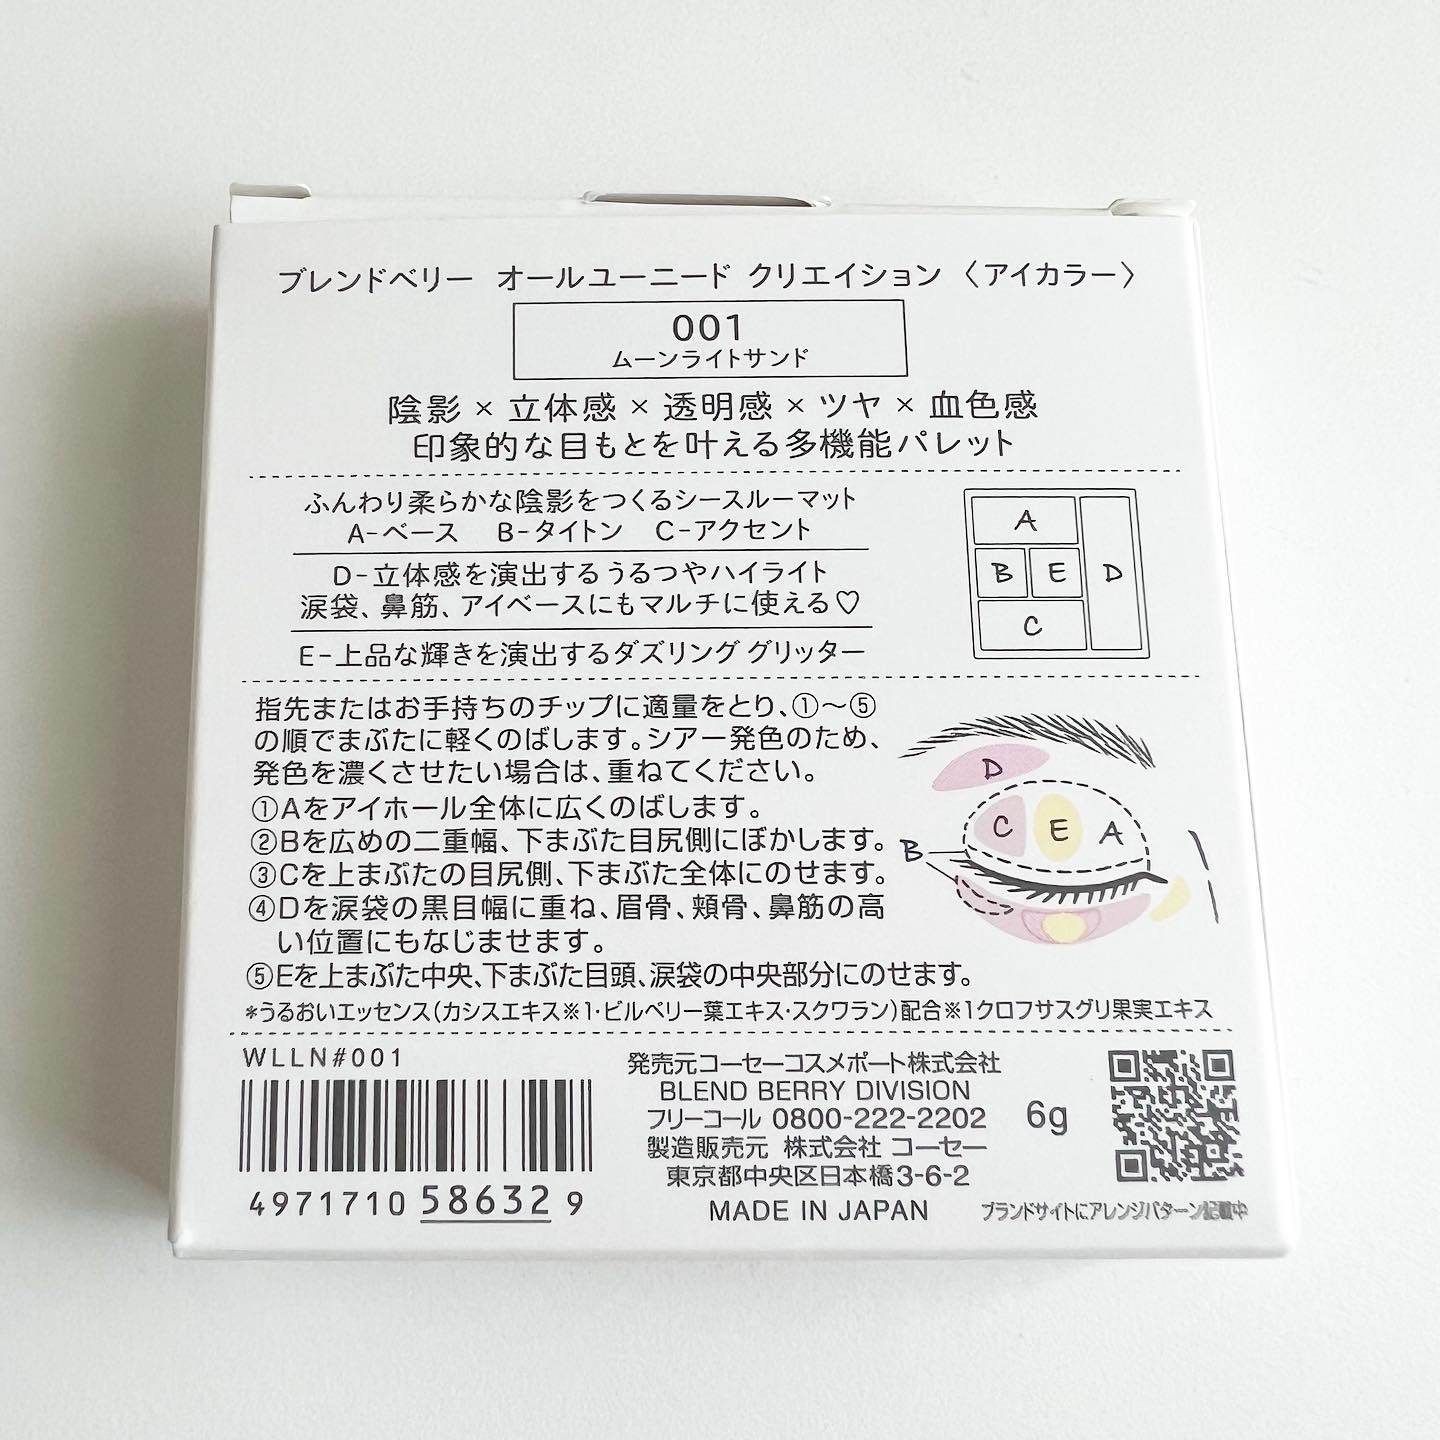 ブレンドベリー オールユーニード クリエイション〈アイカラー〉
001
ムーンライトサンド
陰影×立体感×透明感×ツヤ×血色感
印象的な目もとを叶える多機能パレット
ふんわり柔らかな陰影をつくるシースルーマット
A-ベース B-タイトン C-アクセント
D-立体感を演出するうるつやハイライト
涙袋、鼻筋、アイベースにもマルチに使える♡
E-上品な輝きを演出するダズリング グリッター
A
B
E
D
C
指先またはお手持ちのチップに適量をとり、①～⑤
の順でまぶたに軽くのばします。シアー発色のため、
発色を濃くさせたい場合は、重ねてください。
①Aをアイホール全体に広くのばします。
②Bを広めの二重幅、下まぶた目尻側にぼかします。
③Cを上まぶたの目尻側、下まぶた全体にのせます。
④Dを涙袋の黒目幅に重ね、眉骨、頬骨、鼻筋の高
い位置にもなじませます。
⑤Eを上まぶた中央、下まぶた目頭、涙袋の中央部分にのせます。
D
C
E
A
B
*うるおいエッセンス(カシスエキス※1・ビルベリー葉エキス・スクワラン)配合※1クロフサスグリ果実エキス
WLLN#001
4971710 58632 9
発売元コーセーコスメポート株式会社
BLEND BERRY DIVISION
フリーコール 0800-222-2202
製造販売元 株式会社 コーセー
東京都中央区日本橋3-6-2
MADE IN JAPAN
6g
ブランドサイトにアレンジパターン記載中